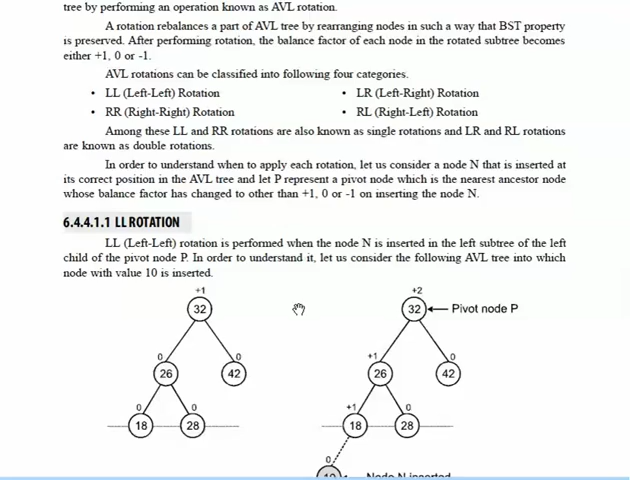 tree by performing an operation known as AVL rotation.
A rotation rebalances a part of AVL tree by rearranging nodes in such a way that BST property
is preserved. After performing rotation, the balance factor of each node in the rotated subtree becomes
either +1, 0 or -1.
AVL rotations can be classified into following four categories.
• LL (Left-Left) Rotation • LR (Left-Right) Rotation
• RR (Right-Right) Rotation • RL (Right-Left) Rotation
Among these LL and RR rotations are also known as single rotations and LR and RL rotations
are known as double rotations.
In order to understand when to apply each rotation, let us consider a node N that is inserted at
its correct position in the AVL tree and let P represent a pivot node which is the nearest ancestor node
whose balance factor has changed to other than +1, 0 or -1 on inserting the node N.
6.4.4.1.1 LL ROTATION
LL (Left-Left) rotation is performed when the node N is inserted in the left subtree of the left
child of the pivot node P. In order to understand it, let us consider the following AVL tree into which
node with value 10 is inserted.
+1 +2
32 32 Pivot node P
0 0 +1 0
26 42 26 42
0 0 +1 0
18 28 18 28
0
10 Node N inserted